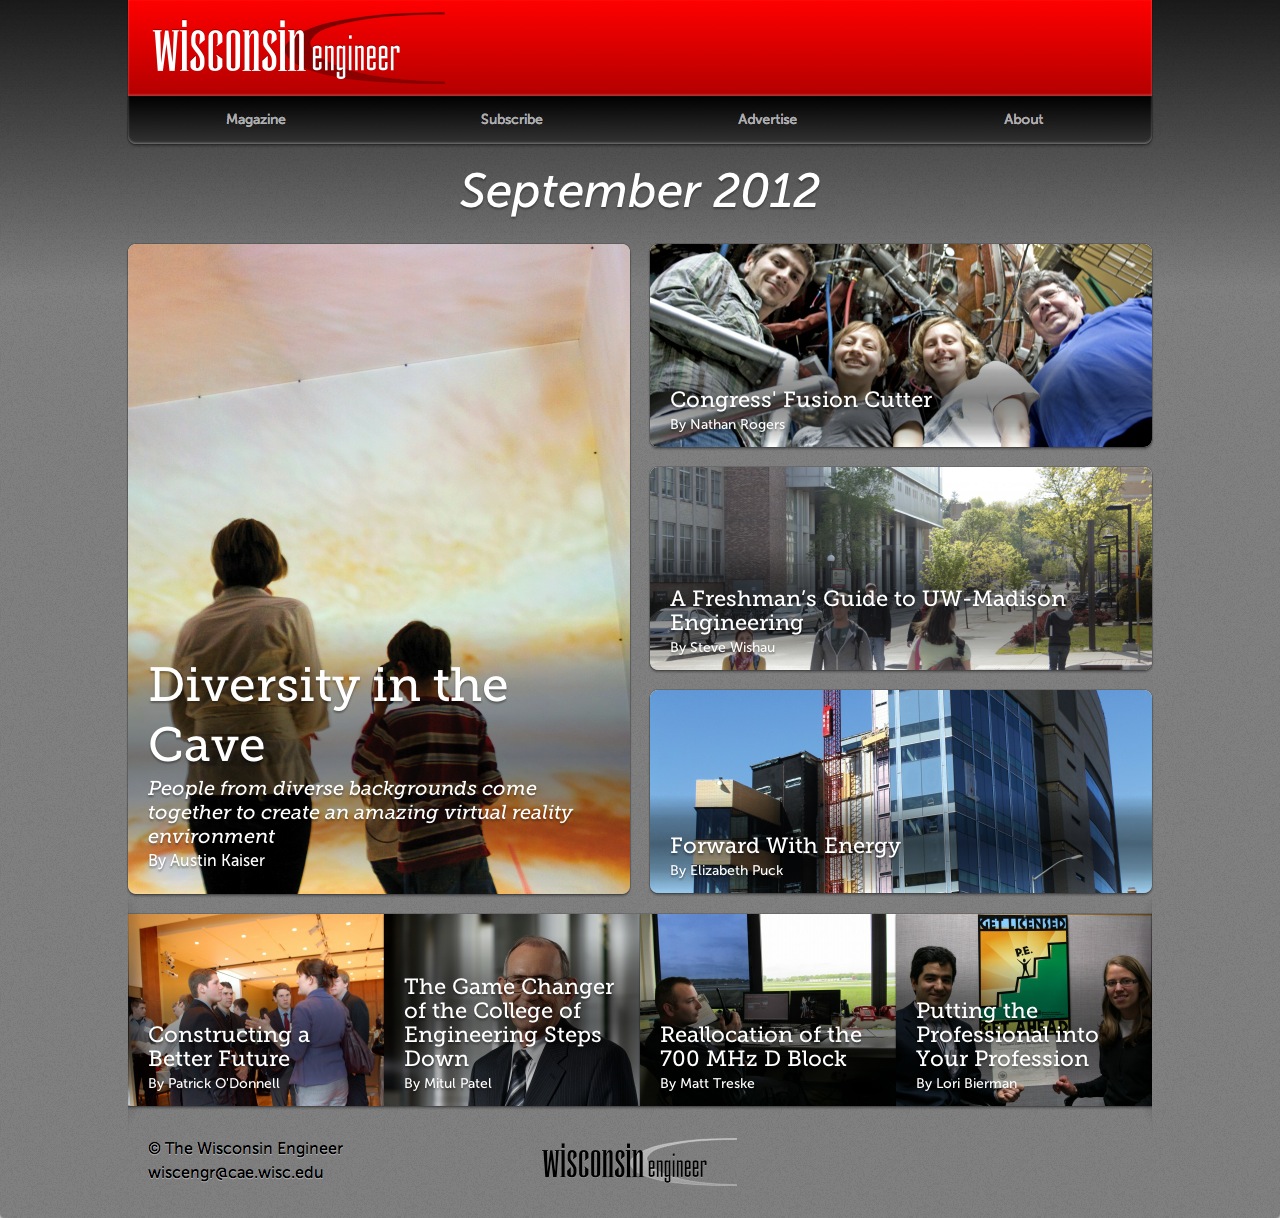 wisconsin engineer
Magazine
Subscribe
Advertise
About
September 2012
Diversity in the
Cave
People from diverse backgrounds come
together to create an amazing virtual reality
environment
By Austin Kaiser
Congress' Fusion Cutter
By Nathan Rogers
A Freshman’s Guide to UW-Madison
Engineering
By Steve Wishau
Forward With Energy
By Elizabeth Puck
Constructing a
Better Future
By Patrick O'Donnell
The Game Changer
of the College of
Engineering Steps
Down
By Mitul Patel
Reallocation of the
700 MHz D Block
By Matt Treske
GET LICENSED
P.E.
GET AHEAD
Putting the
Professional into
Your Profession
By Lori Bierman
© The Wisconsin Engineer
wiscengr@cae.wisc.edu
wisconsin engineer